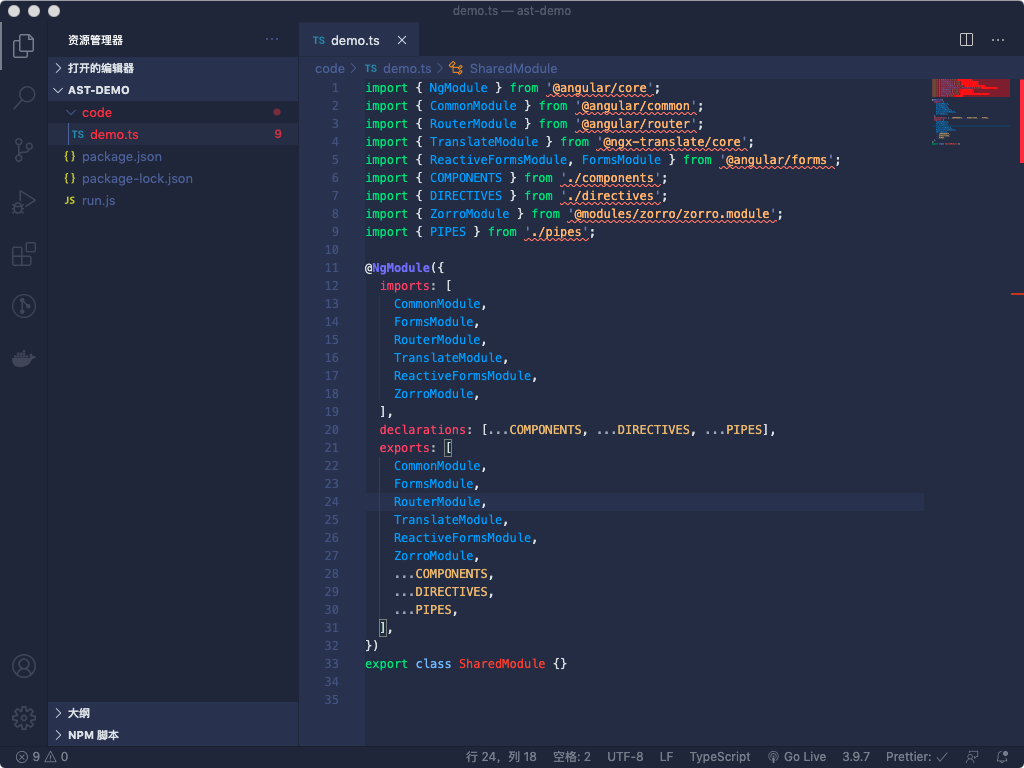 demo.ts — ast-demo
资源管理器
打开的编辑器
AST-DEMO
code
TS demo.ts 9
{} package.json
{} package-lock.json
JS run.js
大纲
NPM 脚本
TS demo.ts
code > TS demo.ts > SharedModule
1 import { NgModule } from '@angular/core';
2 import { CommonModule } from '@angular/common';
3 import { RouterModule } from '@angular/router';
4 import { TranslateModule } from '@ngx-translate/core';
5 import { ReactiveFormsModule, FormsModule } from '@angular/forms';
6 import { COMPONENTS } from './components';
7 import { DIRECTIVES } from './directives';
8 import { ZorroModule } from '@modules/zorro/zorro.module';
9 import { PIPES } from './pipes';
10
11 @NgModule({
12 imports: [
13 CommonModule,
14 FormsModule,
15 RouterModule,
16 TranslateModule,
17 ReactiveFormsModule,
18 ZorroModule,
19 ],
20 declarations: [...COMPONENTS, ...DIRECTIVES, ...PIPES],
21 exports: [
22 CommonModule,
23 FormsModule,
24 RouterModule,
25 TranslateModule,
26 ReactiveFormsModule,
27 ZorroModule,
28 ...COMPONENTS,
29 ...DIRECTIVES,
30 ...PIPES,
31 ],
32 })
33 export class SharedModule {}
34
35
9 0 行 24，列 18 空格: 2 UTF-8 LF TypeScript Go Live 3.9.7 Prettier: ✓